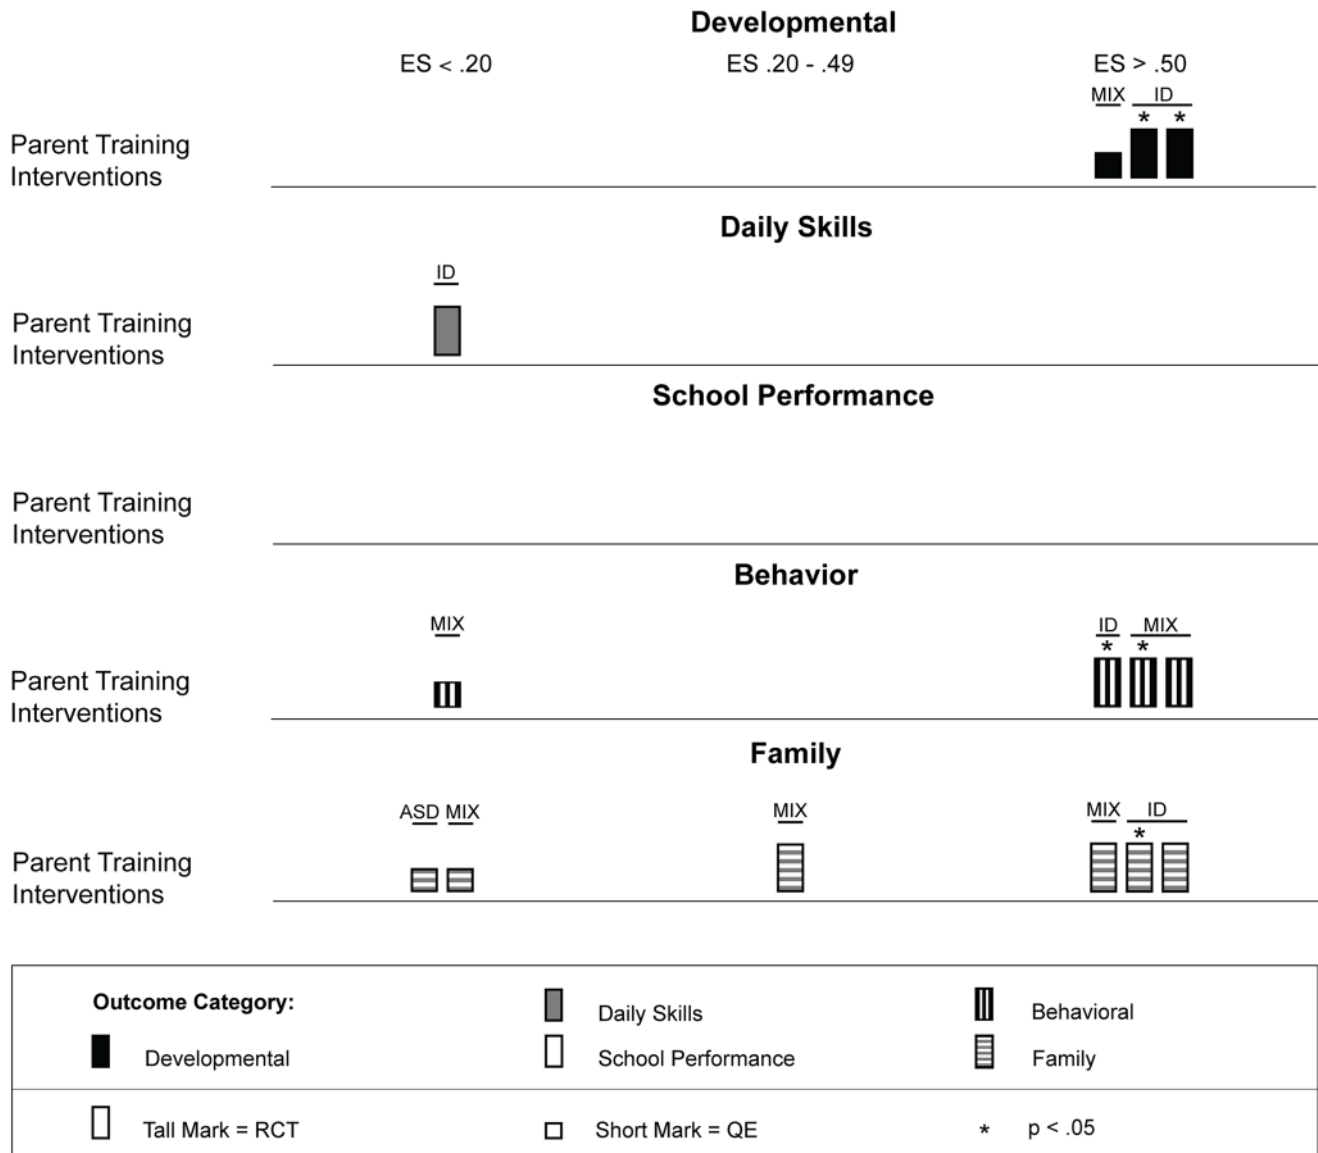 Developmental
ES < .20 ES .20 - .49 ES > .50
MIX ID
* *
Parent Training
Interventions
Daily Skills
ID
Parent Training
Interventions
School Performance
Parent Training
Interventions
Behavior
MIX ID MIX
* *
Parent Training
Interventions
Family
ASD MIX MIX MIX ID
*
Parent Training
Interventions
Outcome Category: Daily Skills Behavioral
Developmental School Performance Family
Tall Mark = RCT Short Mark = QE * p < .05